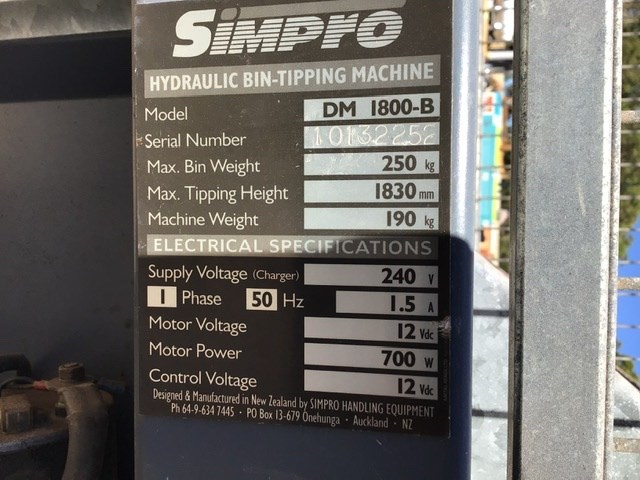 Simpro
HYDRAULIC BIN-TIPPING MACHINE
Model DM 1800-B
Serial Number 10132252
Max. Bin Weight 250 kg
Max. Tipping Height 1830 mm
Machine Weight 190 kg
ELECTRICAL SPECIFICATIONS
Supply Voltage (Charger) 240 V
1 Phase 50 Hz 1.5 A
Motor Voltage 12 Vdc
Motor Power 700 W
Control Voltage 12 Vdc
Designed & Manufactured in New Zealand by SIMPRO HANDLING EQUIPMENT
Ph 64-9-634 7445 • PO Box 13-679 Onehunga • Auckland • NZ